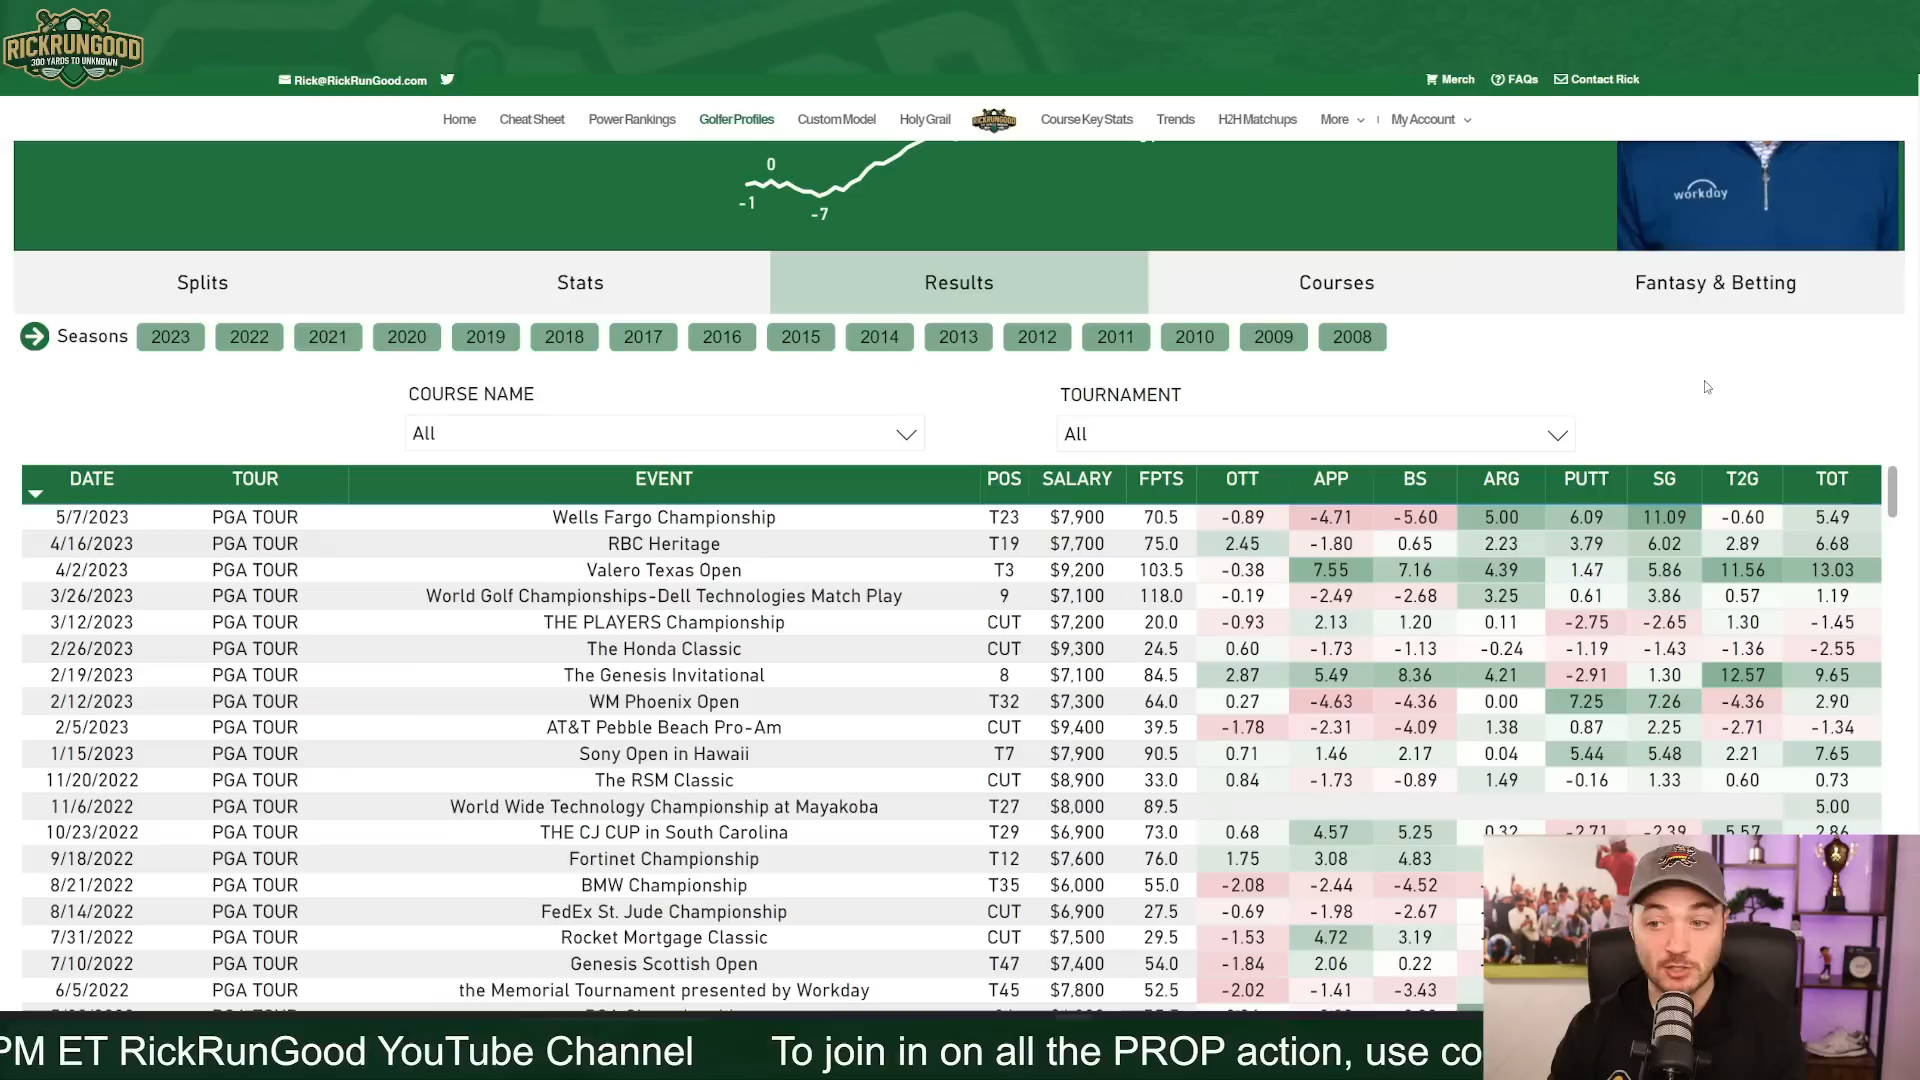 RICKRUNGOOD
300 YARDS TO UNKNOWN
Rick@RickRunGood.com
Merch FAQs Contact Rick
Home Cheat Sheet Power Rankings Golfer Profiles Custom Model Holy Grail RICKRUNGOOD Course Key Stats Trends H2H Matchups More My Account
0
-1
-7
workday
Splits Stats Results Courses Fantasy & Betting
Seasons 2023 2022 2021 2020 2019 2018 2017 2016 2015 2014 2013 2012 2011 2010 2009 2008
COURSE NAME TOURNAMENT
All All
DATE TOUR EVENT POS SALARY FPTS OTT APP BS ARG PUTT SG T2G TOT
5/7/2023 PGA TOUR Wells Fargo Championship T23 $7,900 70.5 -0.89 -4.71 -5.60 5.00 6.09 11.09 -0.60 5.49
4/16/2023 PGA TOUR RBC Heritage T19 $7,700 75.0 2.45 -1.80 0.65 2.23 3.79 6.02 2.89 6.68
4/2/2023 PGA TOUR Valero Texas Open T3 $9,200 103.5 -0.38 7.55 7.16 4.39 1.47 5.86 11.56 13.03
3/26/2023 PGA TOUR World Golf Championships-Dell Technologies Match Play 9 $7,100 118.0 -0.19 -2.49 -2.68 3.25 0.61 3.86 0.57 1.19
3/12/2023 PGA TOUR THE PLAYERS Championship CUT $7,200 20.0 -0.93 2.13 1.20 0.11 -2.75 -2.65 1.30 -1.45
2/26/2023 PGA TOUR The Honda Classic CUT $9,300 24.5 0.60 -1.73 -1.13 -0.24 -1.19 -1.43 -1.36 -2.55
2/19/2023 PGA TOUR The Genesis Invitational 8 $7,100 84.5 2.87 5.49 8.36 4.21 -2.91 1.30 12.57 9.65
2/12/2023 PGA TOUR WM Phoenix Open T32 $7,300 64.0 0.27 -4.63 -4.36 0.00 7.25 7.26 -4.36 2.90
2/5/2023 PGA TOUR AT&T Pebble Beach Pro-Am CUT $9,400 39.5 -1.78 -2.31 -4.09 1.38 0.87 2.25 -2.71 -1.34
1/15/2023 PGA TOUR Sony Open in Hawaii T7 $7,900 90.5 0.71 1.46 2.17 0.04 5.44 5.48 2.21 7.65
11/20/2022 PGA TOUR The RSM Classic CUT $8,900 33.0 0.84 -1.73 -0.89 1.49 -0.16 1.33 0.60 0.73
11/6/2022 PGA TOUR World Wide Technology Championship at Mayakoba T27 $8,000 89.5 5.00
10/23/2022 PGA TOUR THE CJ CUP in South Carolina T29 $6,900 73.0 0.68 4.57 5.25 0.32 -2.71 -2.39 5.57 2.86
9/18/2022 PGA TOUR Fortinet Championship T12 $7,600 76.0 1.75 3.08 4.83
8/21/2022 PGA TOUR BMW Championship T35 $6,000 55.0 -2.08 -2.44 -4.52
8/14/2022 PGA TOUR FedEx St. Jude Championship CUT $6,900 27.5 -0.69 -1.98 -2.67
7/31/2022 PGA TOUR Rocket Mortgage Classic CUT $7,500 29.5 -1.53 4.72 3.19
7/10/2022 PGA TOUR Genesis Scottish Open T47 $7,400 54.0 -1.84 2.06 0.22
6/5/2022 PGA TOUR the Memorial Tournament presented by Workday T45 $7,800 52.5 -2.02 -1.41 -3.43
PM ET RickRunGood YouTube Channel To join in on all the PROP action, use co